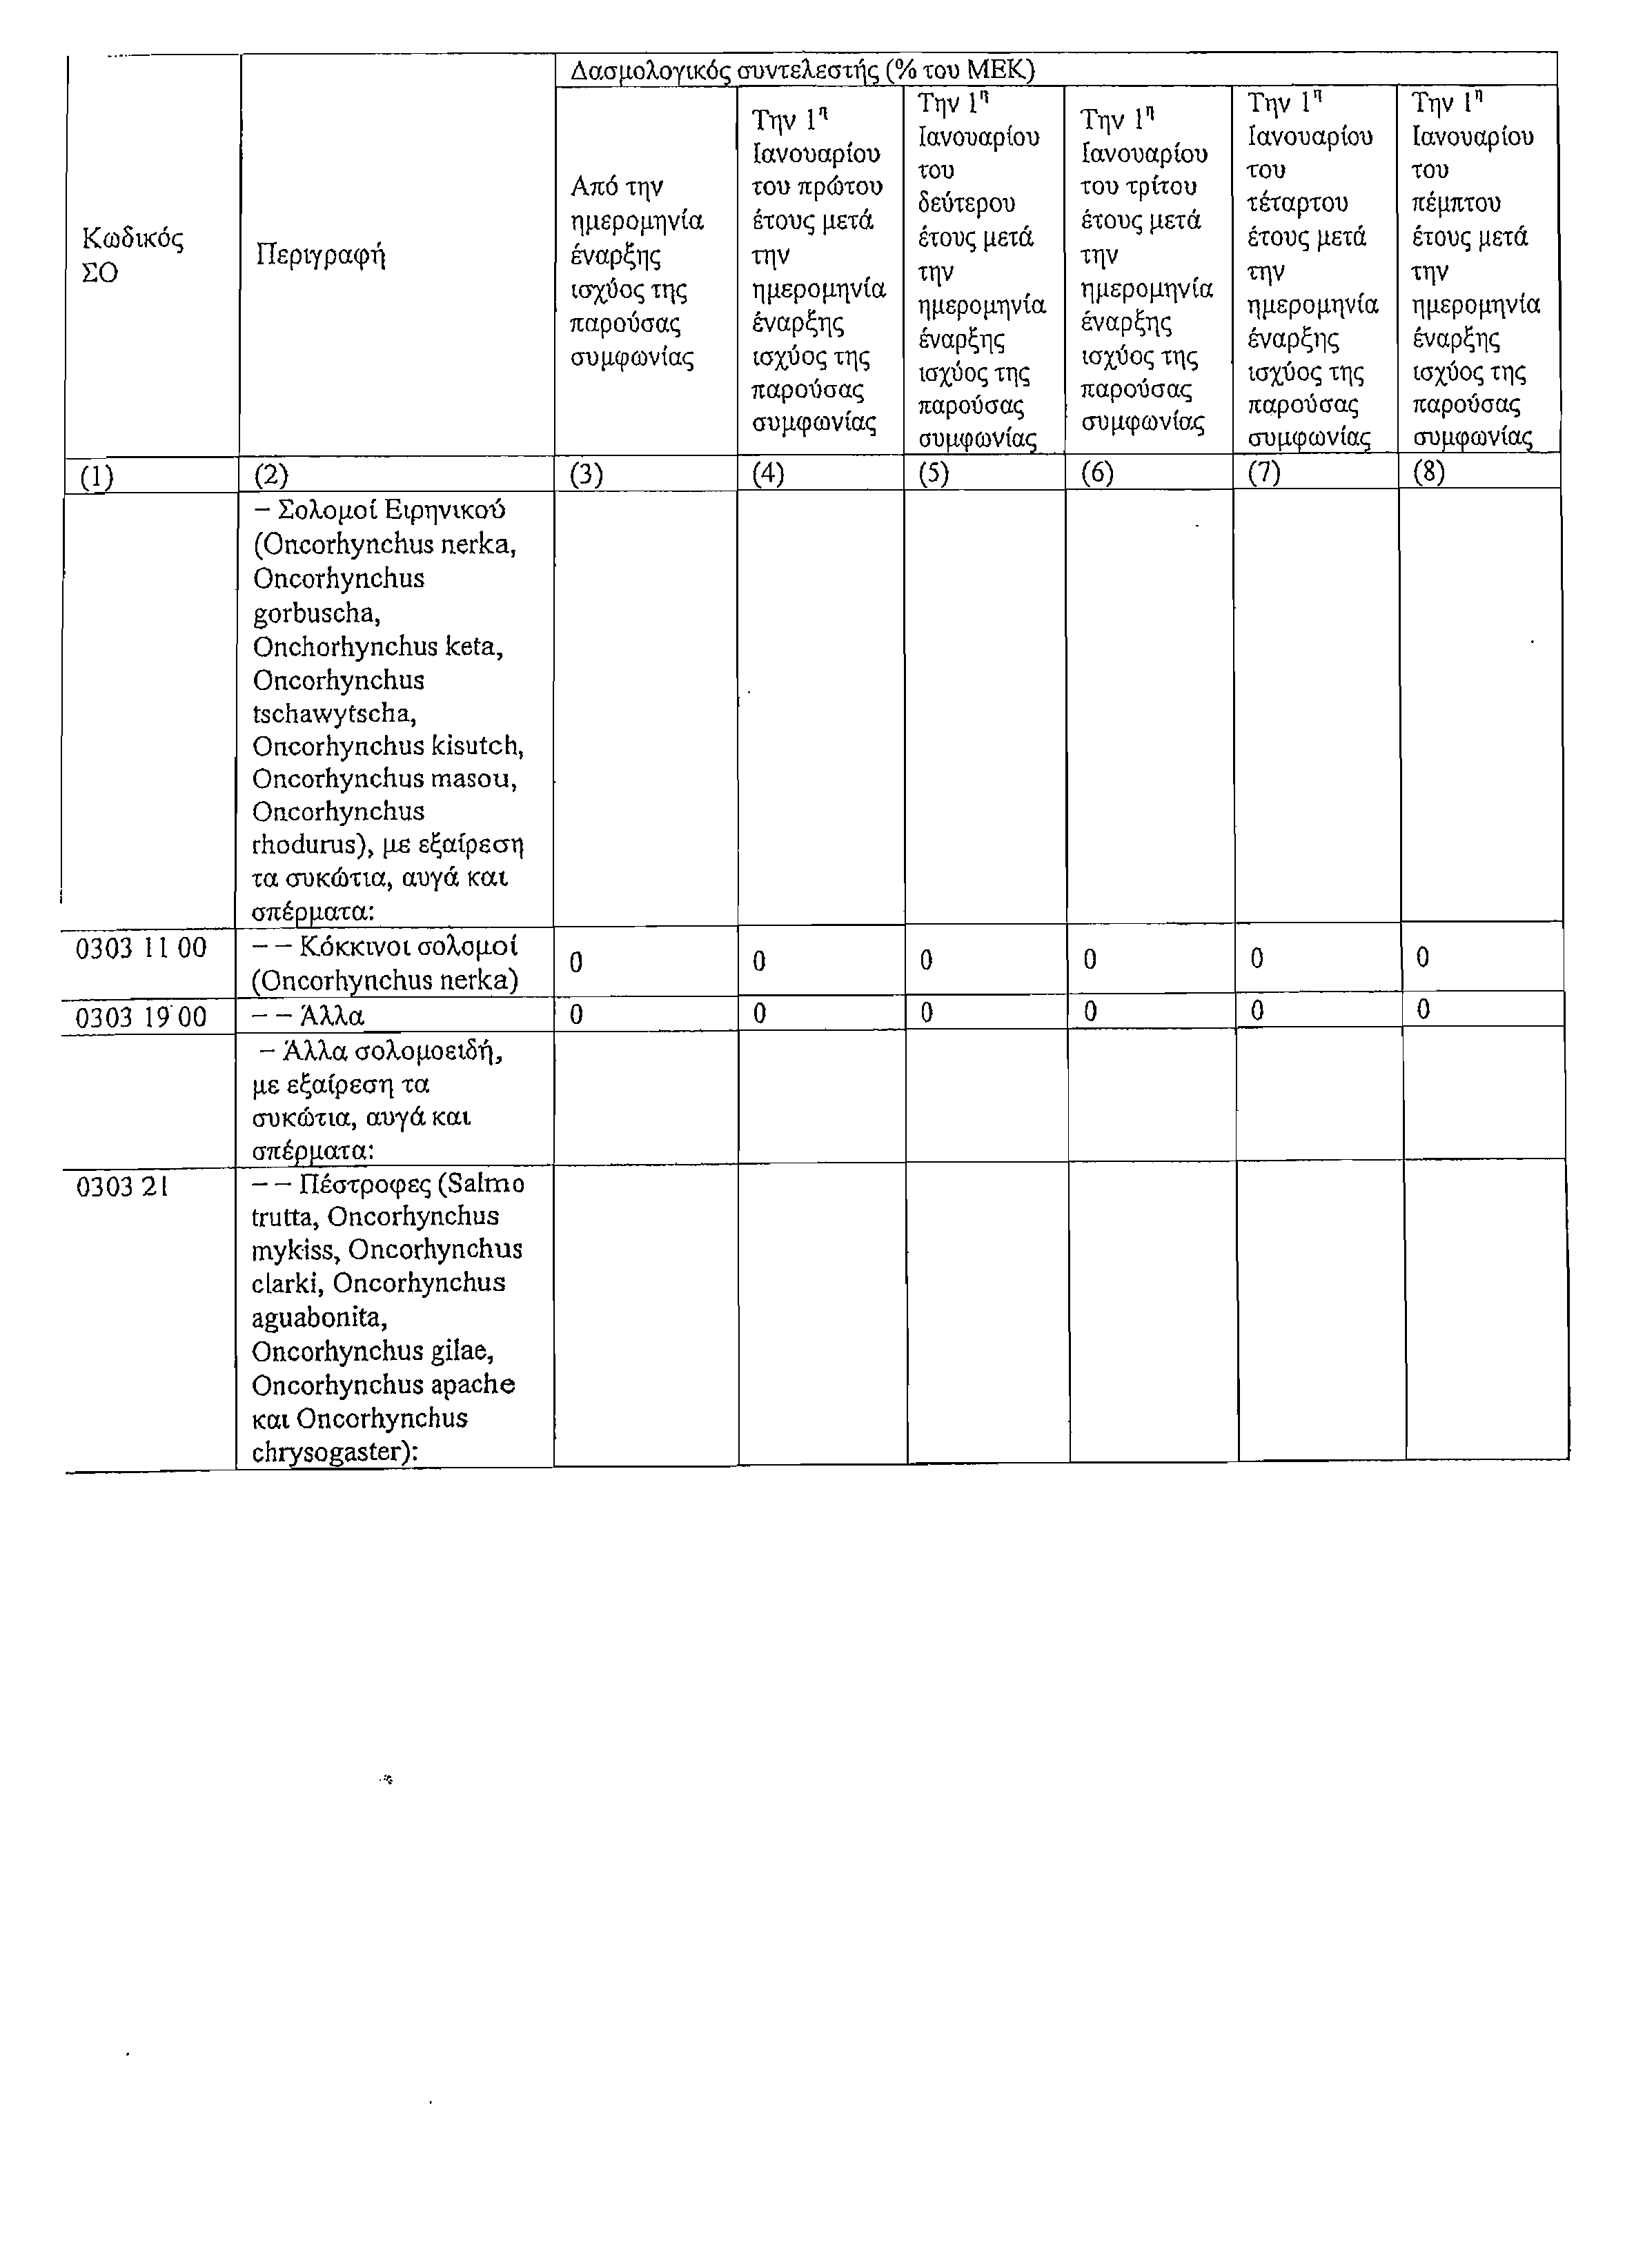 Δασμολογικός συντελεστής (% του ΜΕΚ)
Κωδικός
ΣΟ
Περιγραφή
Από την
ημερομηνία
έναρξης
ισχύος της
παρούσας
συμφωνίας
Την 1η
Ιανουαρίου
του πρώτου
έτους μετά
την
ημερομηνία
έναρξης
ισχύος της
παρούσας
συμφωνίας
Την 1η
Ιανουαρίου
του
δεύτερου
έτους μετά
την
ημερομηνία
έναρξης
ισχύος της
παρούσας
συμφωνίας
Την 1η
Ιανουαρίου
του τρίτου
έτους μετά
την
ημερομηνία
έναρξης
ισχύος της
παρούσας
συμφωνίας
Την 1η
Ιανουαρίου
του
τέταρτου
έτους μετά
την
ημερομηνία
έναρξης
ισχύος της
παρούσας
συμφωνίας
Την 1η
Ιανουαρίου
του
πέμπτου
έτους μετά
την
ημερομηνία
έναρξης
ισχύος της
παρούσας
συμφωνίας
(1) (2) (3) (4) (5) (6) (7) (8)
– Σολομοί Ειρηνικού
(Oncorhynchus nerka,
Oncorhynchus
gorbuscha,
Onchorhynchus keta,
Oncorhynchus
tschawytscha,
Oncorhynchus kisutch,
Oncorhynchus masou,
Oncorhynchus
rhodurus), με εξαίρεση
τα συκώτια, αυγά και
σπέρματα:
0303 11 00 – – Κόκκινοι σολομοί
(Oncorhynchus nerka) 0 0 0 0 0 0
0303 19 00 – – Άλλα 0 0 0 0 0 0
– Άλλα σολομοειδή,
με εξαίρεση τα
συκώτια, αυγά και
σπέρματα:
0303 21 – – Πέστροφες (Salmo
trutta, Oncorhynchus
mykiss, Oncorhynchus
clarki, Oncorhynchus
aguabonita,
Oncorhynchus gilae,
Oncorhynchus apache
και Oncorhynchus
chrysogaster):